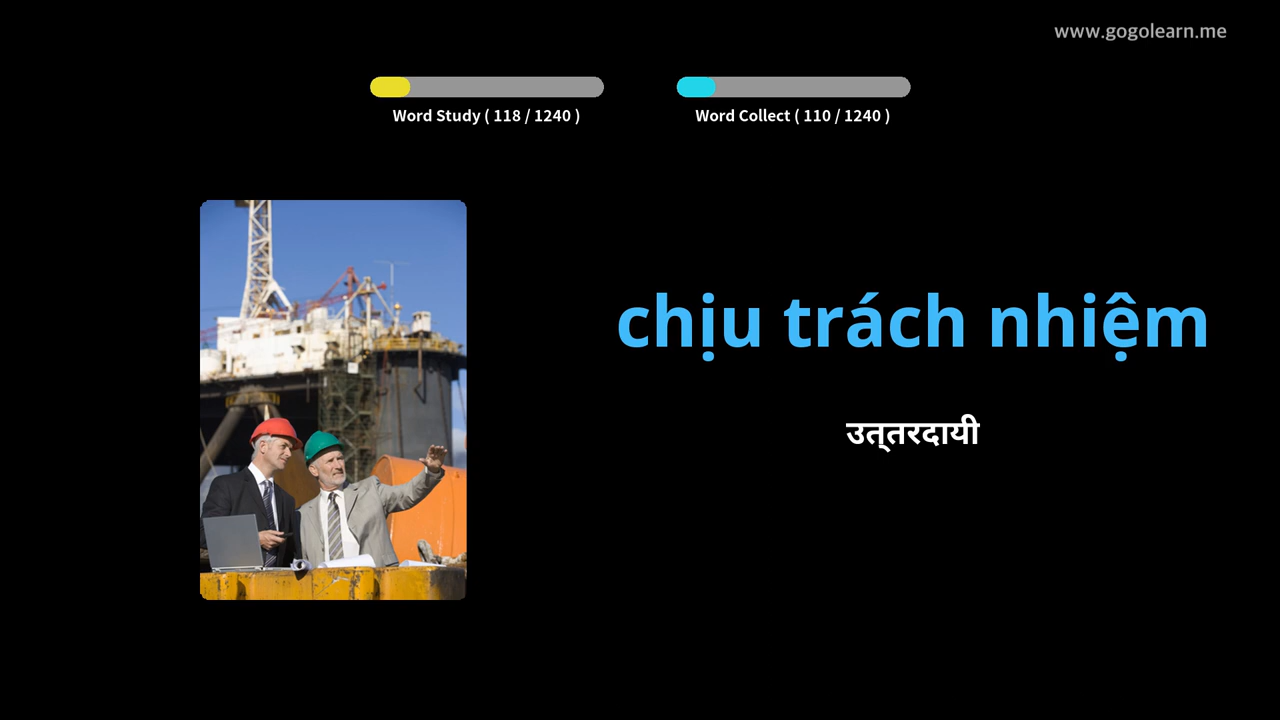 www.gogolearn.me
Word Study ( 118 / 1240 )
Word Collect ( 110 / 1240 )
chịu trách nhiệm
उत्तरदायी